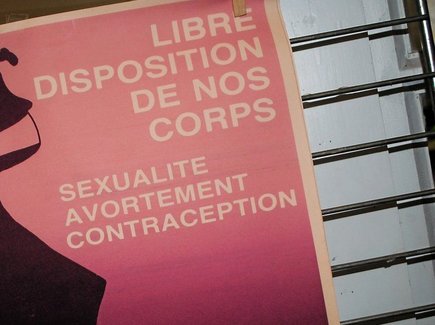 LIBRE
DISPOSITION
DE NOS
CORPS
SEXUALITE
AVORTEMENT
CONTRACEPTION